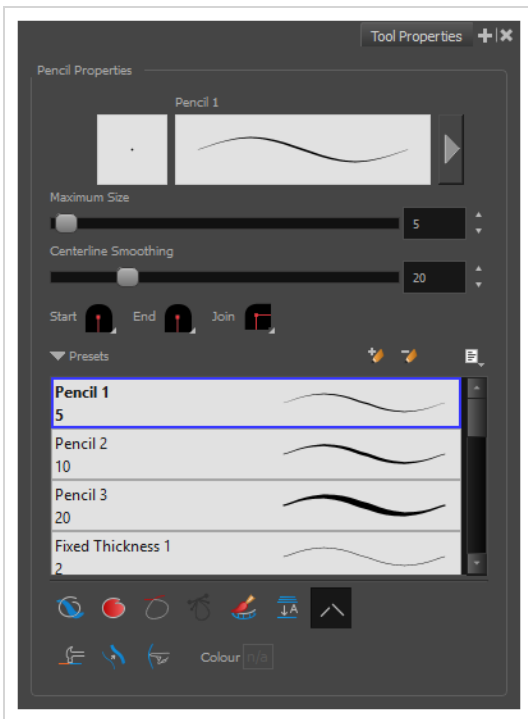 Tool Properties
Pencil Properties
Pencil 1
Maximum Size
5
Centerline Smoothing
20
Start End Join
Presets
Pencil 1
5
Pencil 2
10
Pencil 3
20
Fixed Thickness 1
2
A
Colour n/a